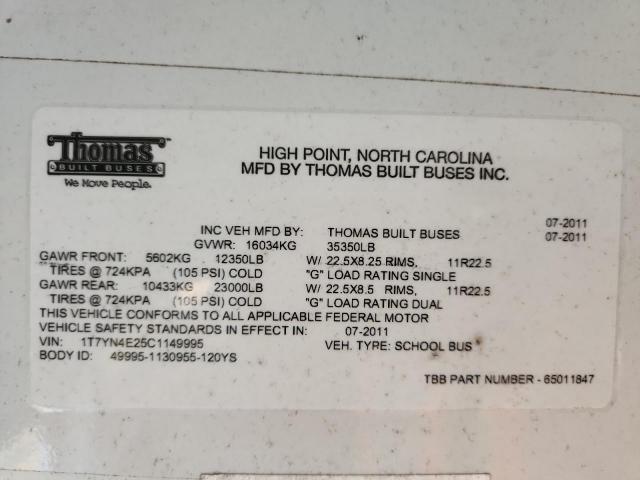 Thomas
BUILT BUSES
We Move People.
HIGH POINT, NORTH CAROLINA
MFD BY THOMAS BUILT BUSES INC.
07-2011
INC VEH MFD BY: THOMAS BUILT BUSES 07-2011
GVWR: 16034KG 35350LB
GAWR FRONT: 5602KG 12350LB W/ 22.5X8.25 RIMS, 11R22.5
TIRES @ 724KPA (105 PSI) COLD "G" LOAD RATING SINGLE
GAWR REAR: 10433KG 23000LB W/ 22.5X8.5 RIMS, 11R22.5
TIRES @ 724KPA (105 PSI) COLD "G" LOAD RATING DUAL
THIS VEHICLE CONFORMS TO ALL APPLICABLE FEDERAL MOTOR
VEHICLE SAFETY STANDARDS IN EFFECT IN: 07-2011
VIN: 1T7YN4E25C1149995 VEH. TYPE: SCHOOL BUS
BODY ID: 49995-1130955-120YS
TBB PART NUMBER - 65011847